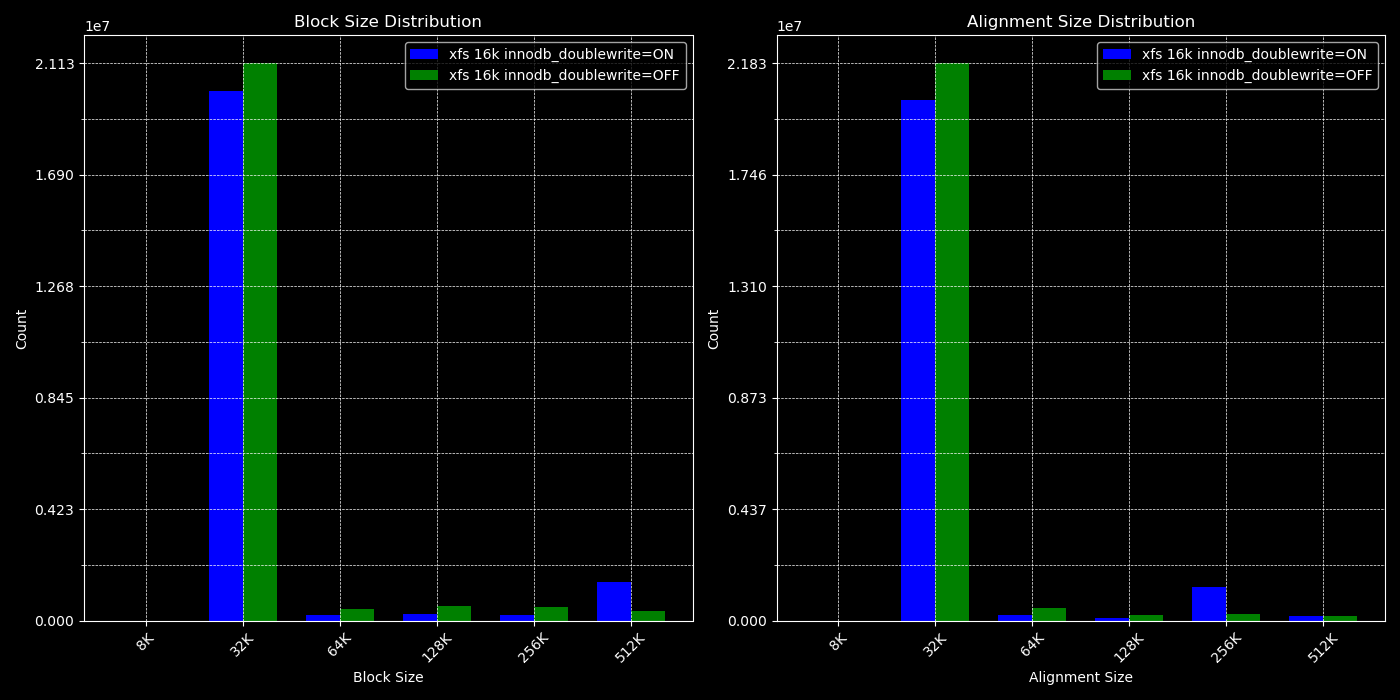 Block Size Distribution
1e7
xfs 16k innodb_doublewrite=ON
xfs 16k innodb_doublewrite=OFF
2.113
1.690
1.268
0.845
0.423
0.000
Count
8K
32K
64K
128K
256K
512K
Block Size
Alignment Size Distribution
1e7
xfs 16k innodb_doublewrite=ON
xfs 16k innodb_doublewrite=OFF
2.183
1.746
1.310
0.873
0.437
0.000
Count
8K
32K
64K
128K
256K
512K
Alignment Size